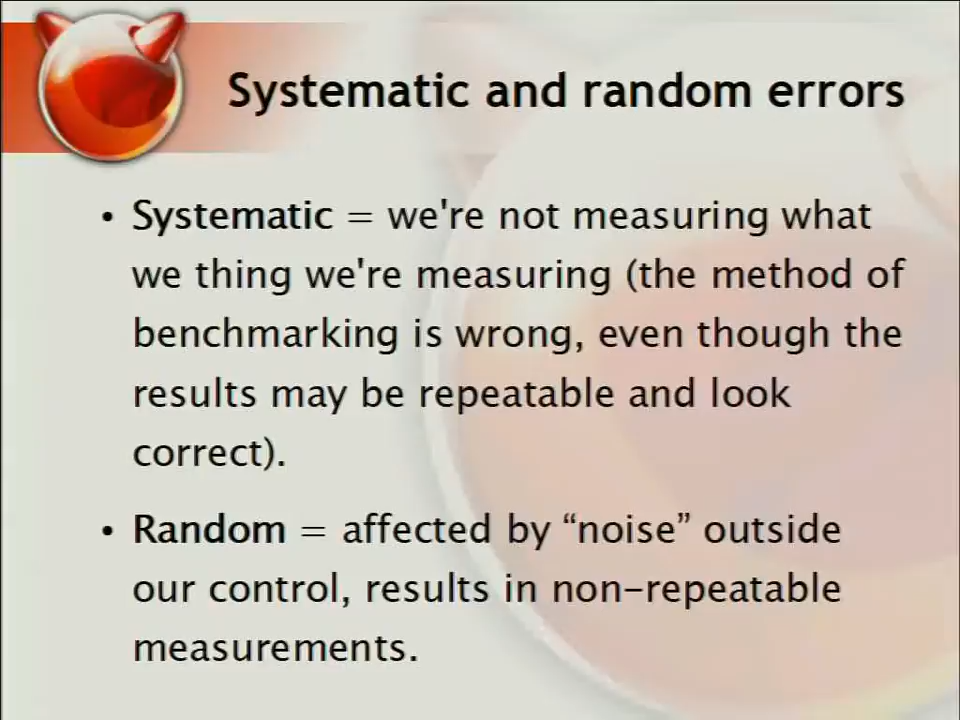 Systematic and random errors
• Systematic = we're not measuring what
we thing we're measuring (the method of
benchmarking is wrong, even though the
results may be repeatable and look
correct).
• Random = affected by “noise” outside
our control, results in non-repeatable
measurements.